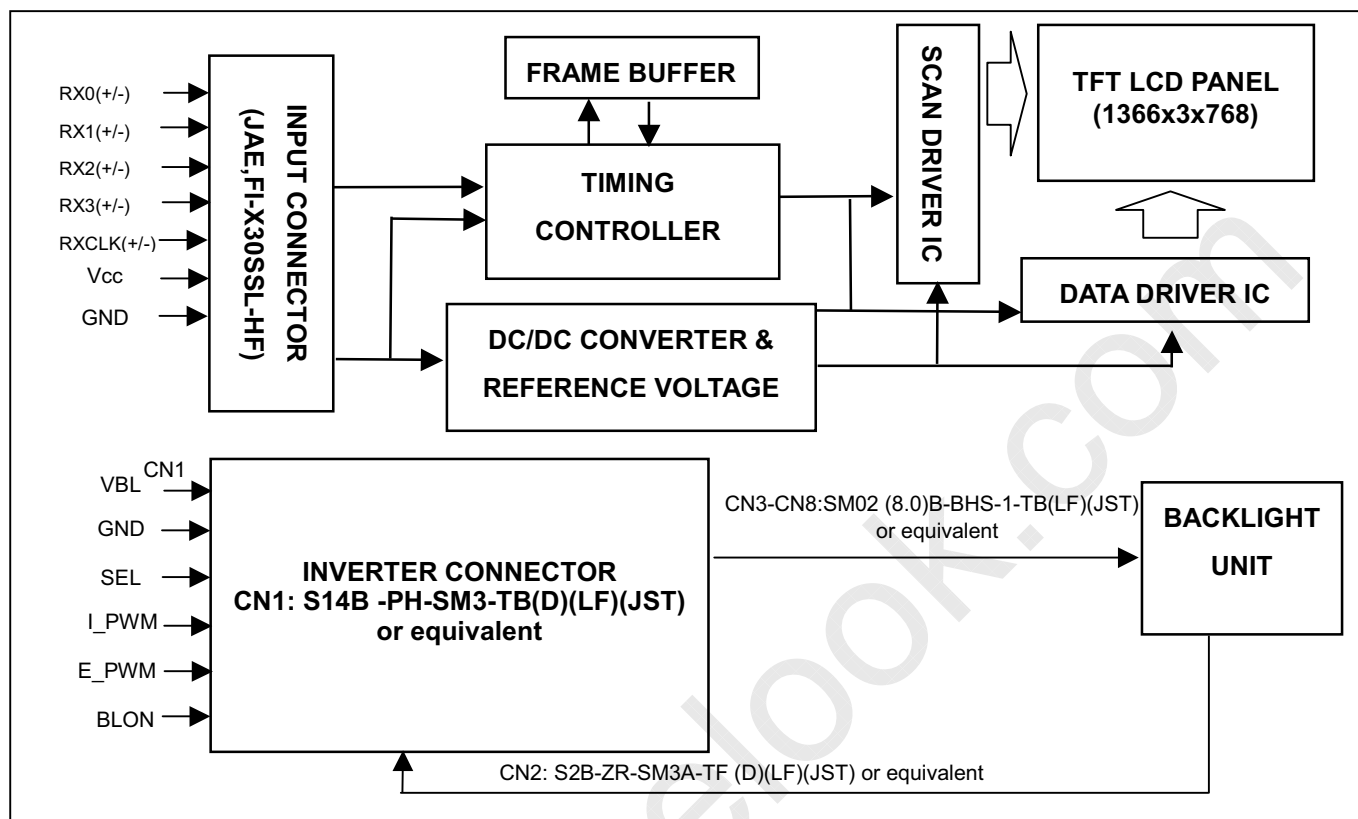 FRAME BUFFER
SCAN DRIVER IC
TFT LCD PANEL
(1366x3x768)
RX0(+/-)
RX1(+/-)
RX2(+/-)
RX3(+/-)
RXCLK(+/-)
Vcc
GND
INPUT CONNECTOR
(JAE,FI-X30SSL-HF)
TIMING
CONTROLLER
DATA DRIVER IC
DC/DC CONVERTER &
REFERENCE VOLTAGE
CN1
VBL
GND
SEL
I_PWM
E_PWM
BLON
INVERTER CONNECTOR
CN1: S14B -PH-SM3-TB(D)(LF)(JST)
or equivalent
CN3-CN8:SM02 (8.0)B-BHS-1-TB(LF)(JST)
or equivalent
BACKLIGHT
UNIT
CN2: S2B-ZR-SM3A-TF (D)(LF)(JST) or equivalent
elook.com